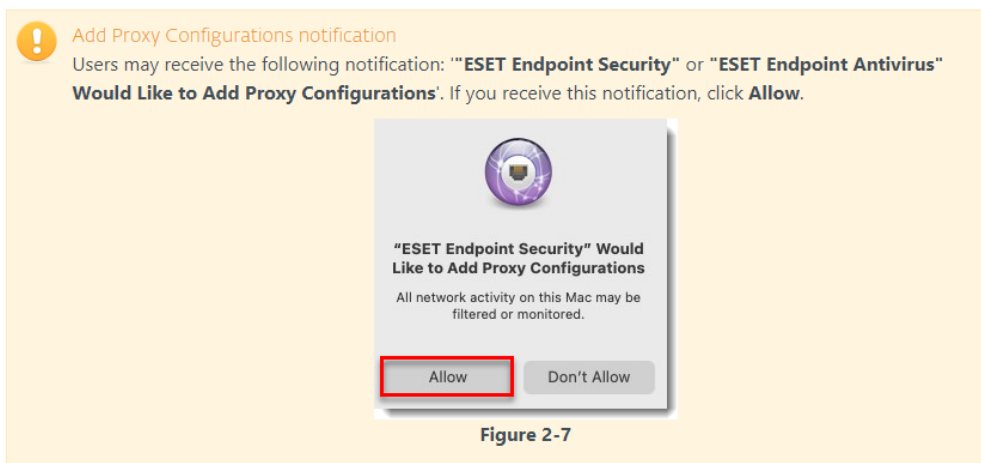 Add Proxy Configurations notification
Users may receive the following notification: '"ESET Endpoint Security" or "ESET Endpoint Antivirus"
Would Like to Add Proxy Configurations'. If you receive this notification, click Allow.
“ESET Endpoint Security” Would
Like to Add Proxy Configurations
All network activity on this Mac may be
filtered or monitored.
Allow
Don’t Allow
Figure 2-7